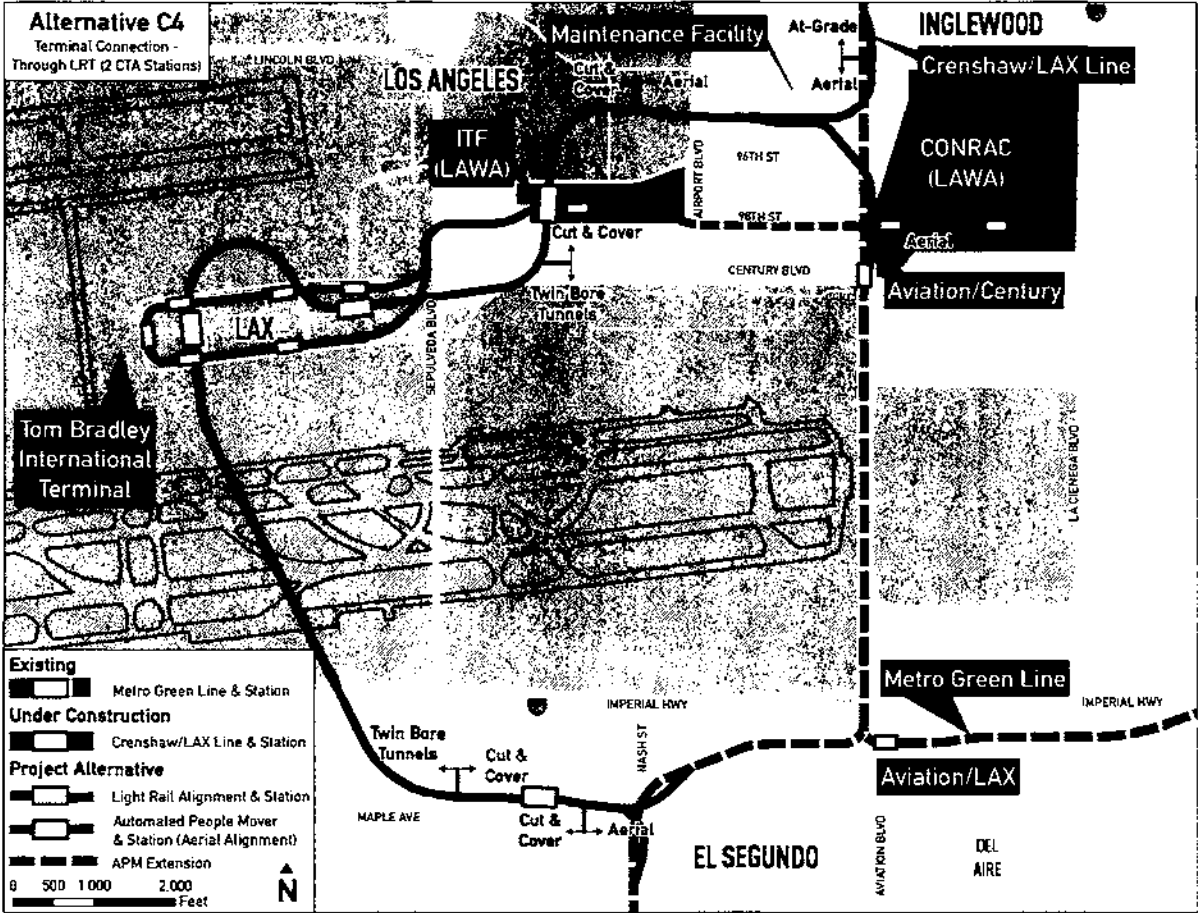 Alternative C4
Terminal Connection -
Through LRT (2 CTA Stations)
LINCOLN BLVD
LOS ANGELES
Maintenance Facility
Cut &
Cover
Aerial
At-Grade
Aerial
INGLEWOOD
Crenshaw/LAX Line
ITF
(LAWA)
AIRPORT BLVD
96TH ST
98TH ST
CONRAC
(LAWA)
Cut & Cover
Aerial
CENTURY BLVD
Twin Bore
Tunnels
Aviation/Century
LAX
SEPULVEDA BLVD
Tom Bradley
International
Terminal
LA CIENEGA BLVD
Existing
Metro Green Line & Station
Under Construction
Crenshaw/LAX Line & Station
Project Alternative
Light Rail Alignment & Station
Automated People Mover
& Station (Aerial Alignment)
APM Extension
0 500 1 000 2.000
Feet
N
IMPERIAL HWY
Metro Green Line
IMPERIAL HWY
NASH ST
Twin Bore
Tunnels
Cut &
Cover
MAPLE AVE
Cut &
Cover
Aerial
Aviation/LAX
EL SEGUNDO
AVIATION BLVD
DEL
AIRE